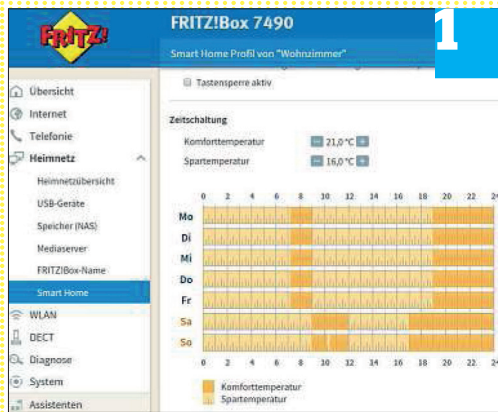 FRITZ!
FRITZ!Box 7490
1
Smart Home Profil von "Wohnzimmer"
Tastensperre aktiv
Übersicht
Internet
Telefonie
Heimnetz
Heimnetzübersicht
USB-Geräte
Speicher (NAS)
Mediaserver
FRITZ!Box-Name
Smart Home
WLAN
DECT
Diagnose
System
Assistenten
Zeitschaltung
Komforttemperatur 21,0 °C
Spartemperatur 16,0 °C
0 2 4 6 8 10 12 14 16 18 20 22 24
Mo
Di
Mi
Do
Fr
Sa
So
0 2 4 6 8 10 12 14 16 18 20 22 24
Komforttemperatur
Spartemperatur